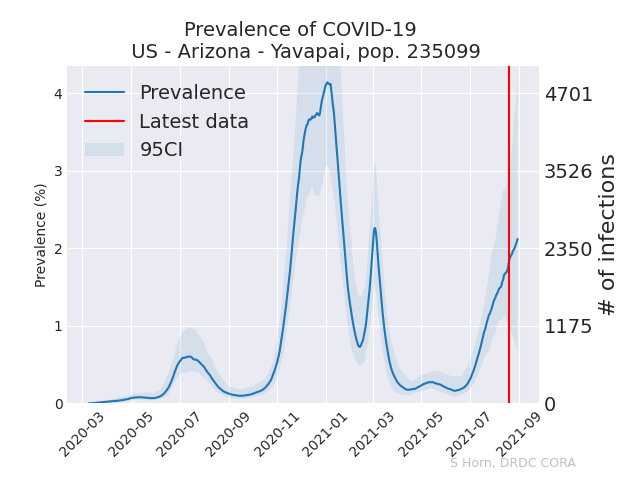 Prevalence of COVID-19
US - Arizona - Yavapai, pop. 235099
Prevalence
Latest data
95CI
Prevalence (%)
4
3
2
1
0
4701
3526
2350
1175
0
# of infections
2020-03
2020-05
2020-07
2020-09
2020-11
2021-01
2021-03
2021-05
2021-07
2021-09
S Horn, DRDC CORA